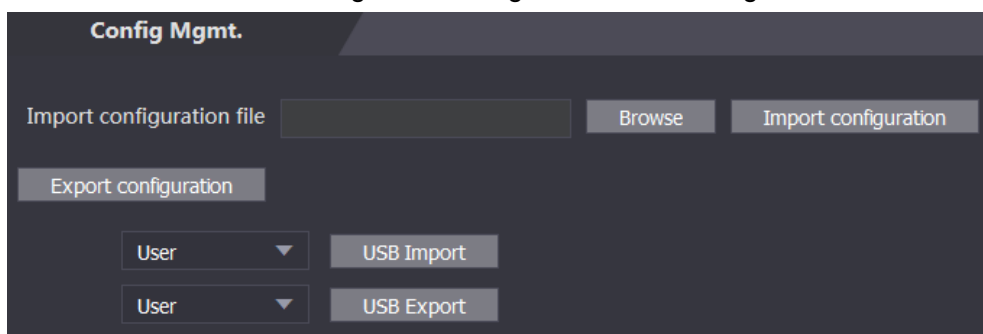 Config Mgmt.
Import configuration file Browse Import configuration
Export configuration
User USB Import
User USB Export